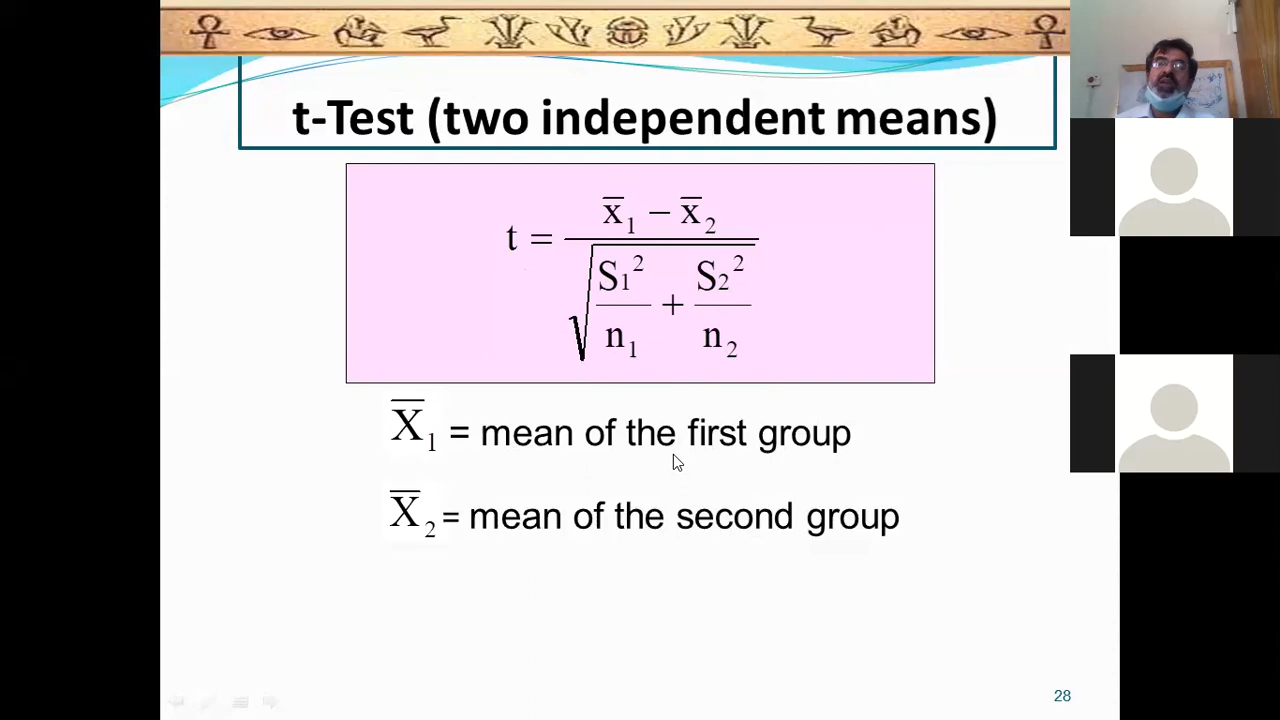 t-Test (two independent means)
t = (x̄₁ − x̄₂) / √(S₁²/n₁ + S₂²/n₂)
X̄₁ = mean of the first group
X̄₂ = mean of the second group
28